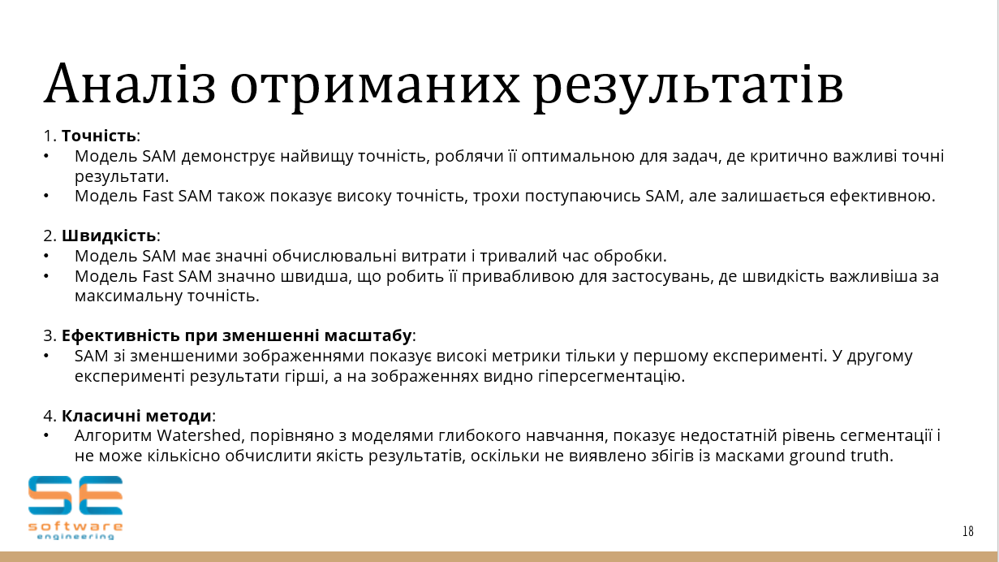 Аналіз отриманих результатів
1. Точність:
• Модель SAM демонструє найвищу точність, роблячи її оптимальною для задач, де критично важливі точні
результати.
• Модель Fast SAM також показує високу точність, трохи поступаючись SAM, але залишається ефективною.
2. Швидкість:
• Модель SAM має значні обчислювальні витрати і тривалий час обробки.
• Модель Fast SAM значно швидша, що робить її привабливою для застосувань, де швидкість важливіша за
максимальну точність.
3. Ефективність при зменшенні масштабу:
• SAM зі зменшеними зображеннями показує високі метрики тільки у першому експерименті. У другому
експерименті результати гірші, а на зображеннях видно гіперсегментацію.
4. Класичні методи:
• Алгоритм Watershed, порівняно з моделями глибокого навчання, показує недостатній рівень сегментації і
не може кількісно обчислити якість результатів, оскільки не виявлено збігів із масками ground truth.
SE
software
engineering
18